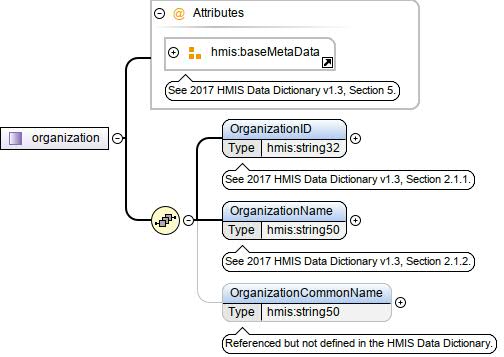 @ Attributes
hmis:baseMetaData
See 2017 HMIS Data Dictionary v1.3, Section 5.
organization
OrganizationID
Type hmis:string32
See 2017 HMIS Data Dictionary v1.3, Section 2.1.1.
OrganizationName
Type hmis:string50
See 2017 HMIS Data Dictionary v1.3, Section 2.1.2.
OrganizationCommonName
Type hmis:string50
Referenced but not defined in the HMIS Data Dictionary.